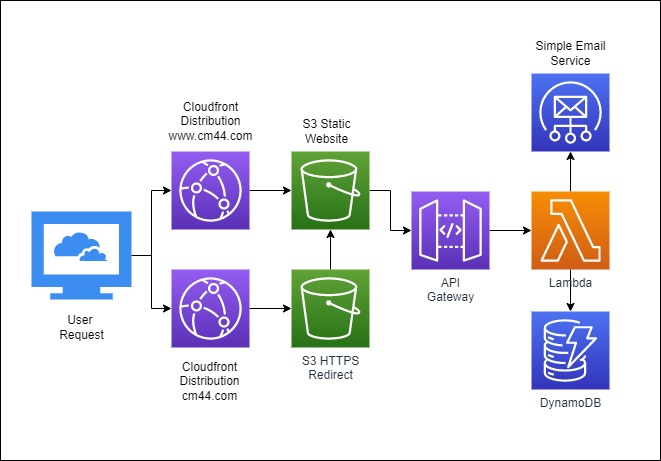 Simple Email
Service
Cloudfront
Distribution
www.cm44.com
S3 Static
Website
</>
API
Gateway
Lambda
User
Request
S3 HTTPS
Redirect
Cloudfront
Distribution
cm44.com
DynamoDB